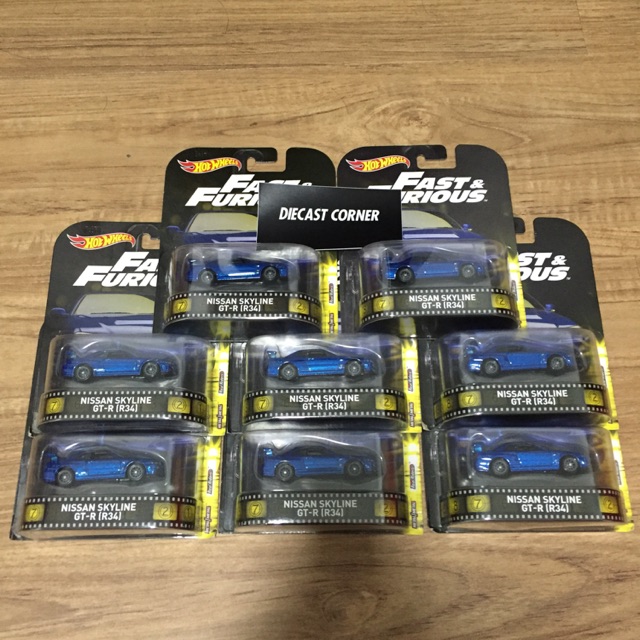 HOT WHEELS
FAST &
FURIOUS
HOT WHEELS
FAST &
FURIOUS
DIECAST CORNER
NISSAN SKYLINE
GT-R (R34)
NISSAN SKYLINE
GT-R (R34)
HOT WHEELS
FAST &
FURIOUS
NISSAN SKYLINE
GT-R (R34)
NISSAN SKYLINE
GT-R (R34)
NISSAN SKYLINE
GT-R (R34)
NISSAN SKYLINE
GT-R (R34)
NISSAN SKYLINE
GT-R (R34)
NISSAN SKYLINE
GT-R (R34)